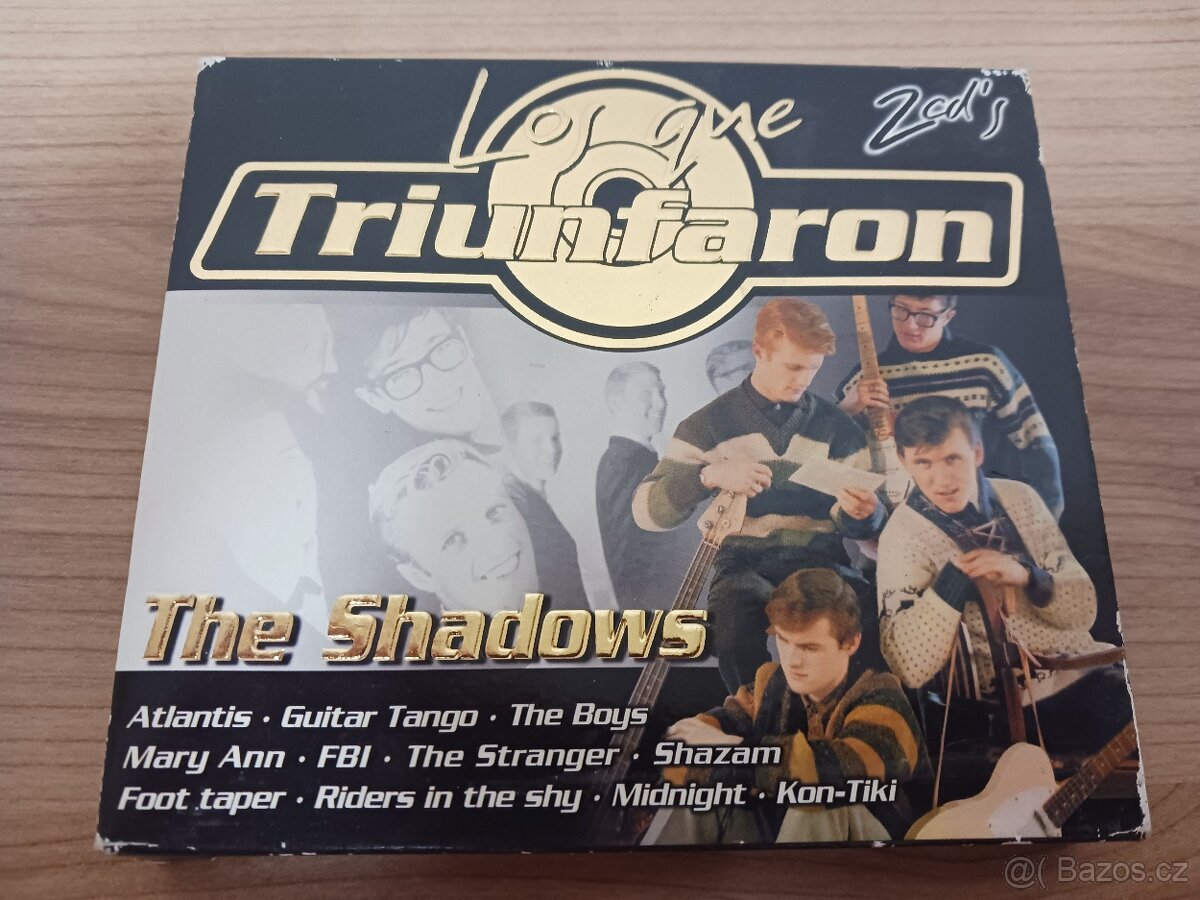 Los que
2cd's
Triunfaron
The Shadows
Atlantis · Guitar Tango · The Boys
Mary Ann · FBI · The Stranger · Shazam
Foot taper · Riders in the shy · Midnight · Kon-Tiki
@( Bazos.cz